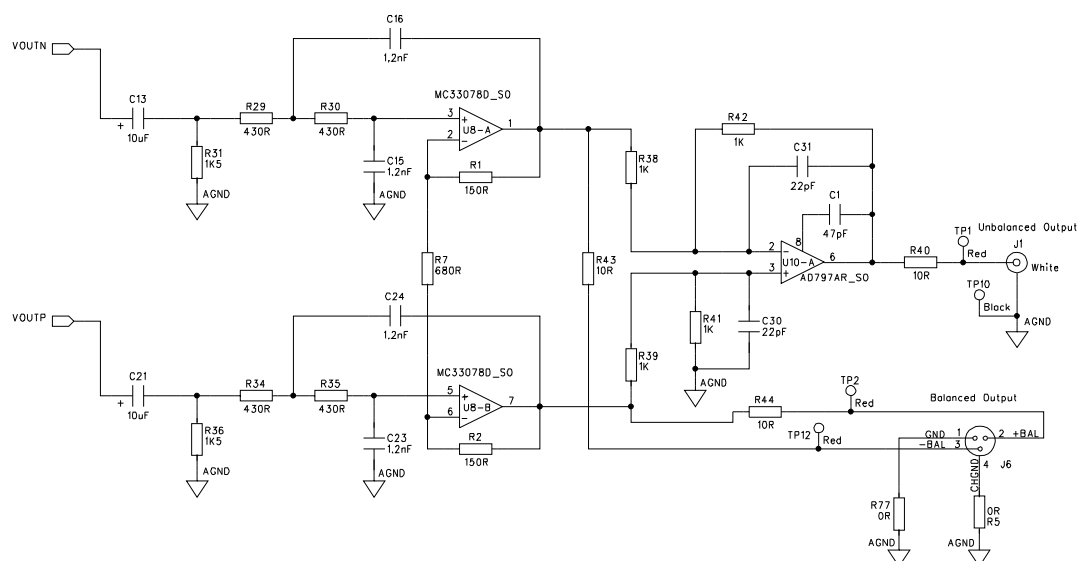 VOUTN
C13
+
10uF
R31
1K5
AGND
R29
430R
R30
430R
C16
1.2nF
C15
1.2nF
AGND
MC33078D_SO
3
+
2
−
U8-A
1
R1
150R
R7
680R
R43
10R
R38
1K
R42
1K
C31
22pF
C1
47pF
8
2
−
3
+
U10-A
6
AD797AR_SO
R41
1K
C30
22pF
AGND
R39
1K
R40
10R
TP1
Red
Unbalanced Output
J1
White
TP10
Black
AGND
VOUTP
C21
+
10uF
R36
1K5
AGND
R34
430R
R35
430R
C24
1.2nF
C23
1.2nF
AGND
MC33078D_SO
5
+
6
−
U8-B
7
R2
150R
R44
10R
TP2
Red
TP12
Red
Balanced Output
GND
1
2
+BAL
-BAL
3
4
J6
CHGND
R77
0R
AGND
0R
R5
AGND